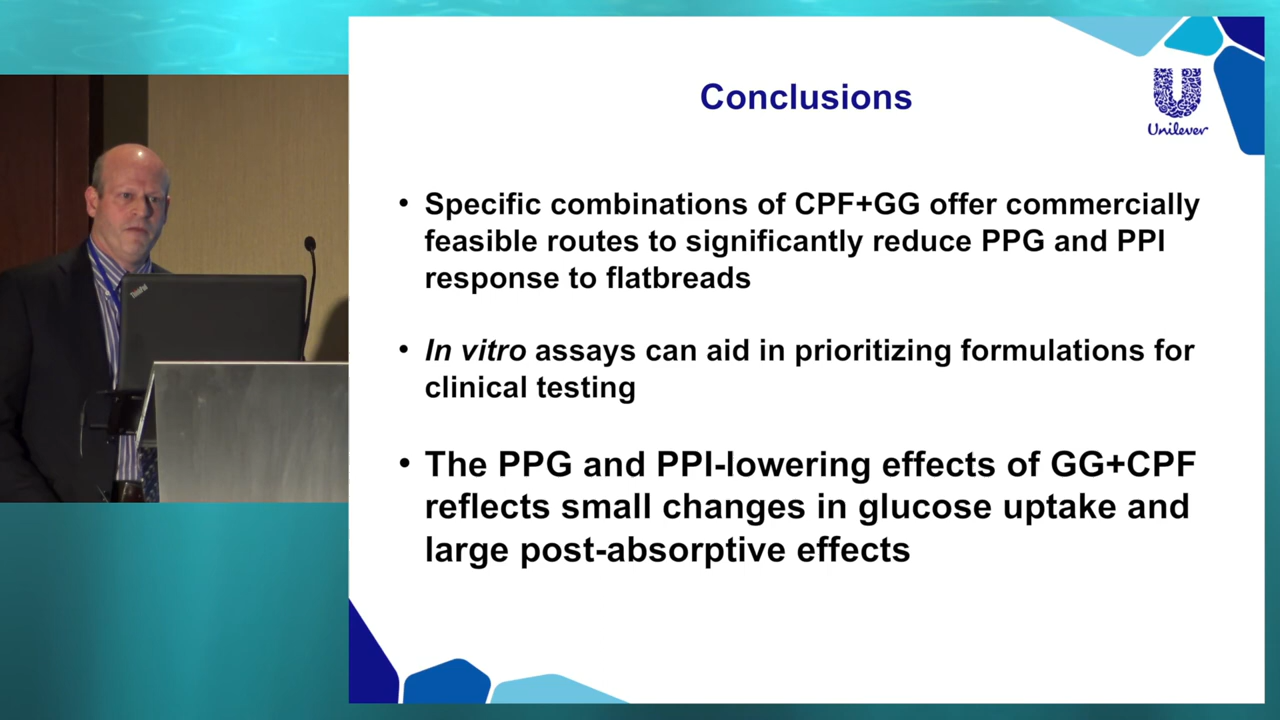 Conclusions
Unilever
• Specific combinations of CPF+GG offer commercially
feasible routes to significantly reduce PPG and PPI
response to flatbreads
• In vitro assays can aid in prioritizing formulations for
clinical testing
• The PPG and PPI-lowering effects of GG+CPF
reflects small changes in glucose uptake and
large post-absorptive effects
ThinkPad